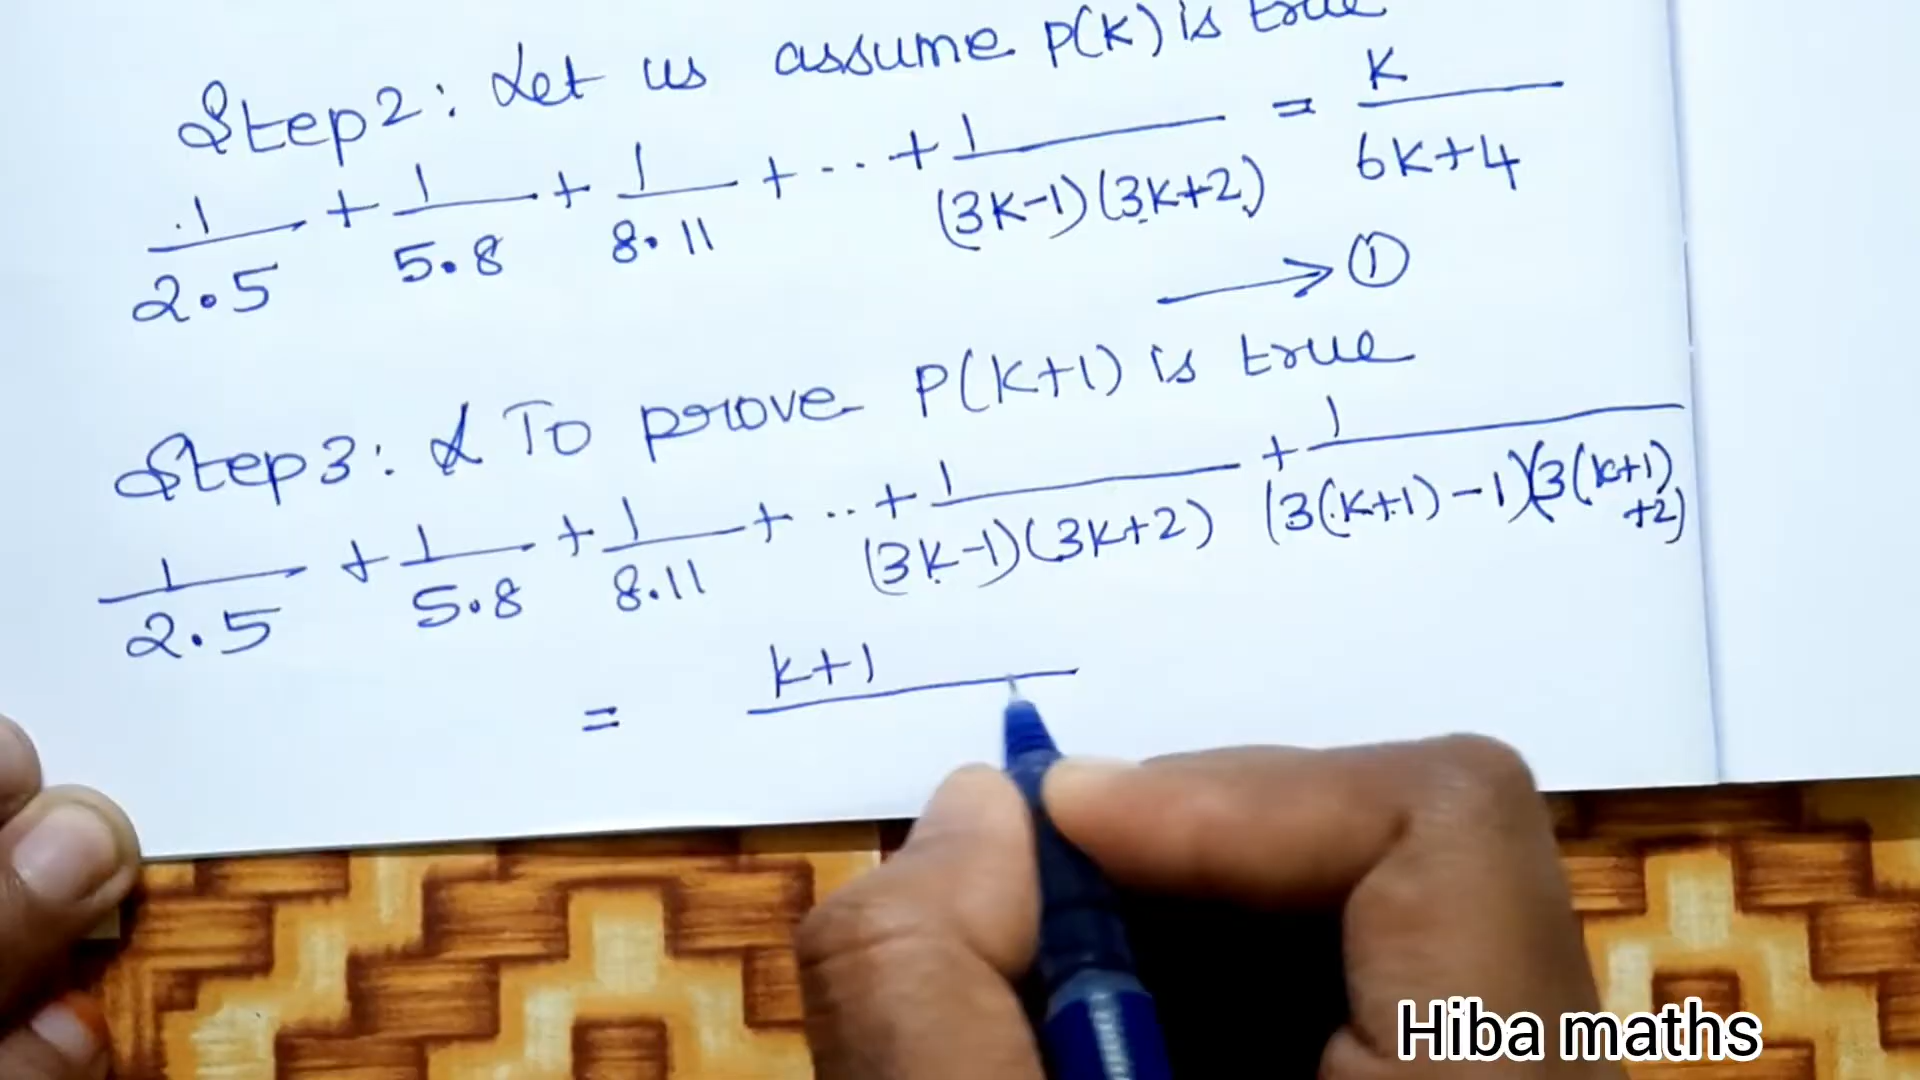 Step 2: Let us assume P(k) is true
1/2.5 + 1/5.8 + 1/8.11 + ... + 1/(3k-1)(3k+2) = k/6k+4
→ ①
Step 3: To prove P(k+1) is true
1/2.5 + 1/5.8 + 1/8.11 + ... + 1/(3k-1)(3k+2) + 1/(3(k+1)-1)(3(k+1)+2)
= k+1
Hiba maths